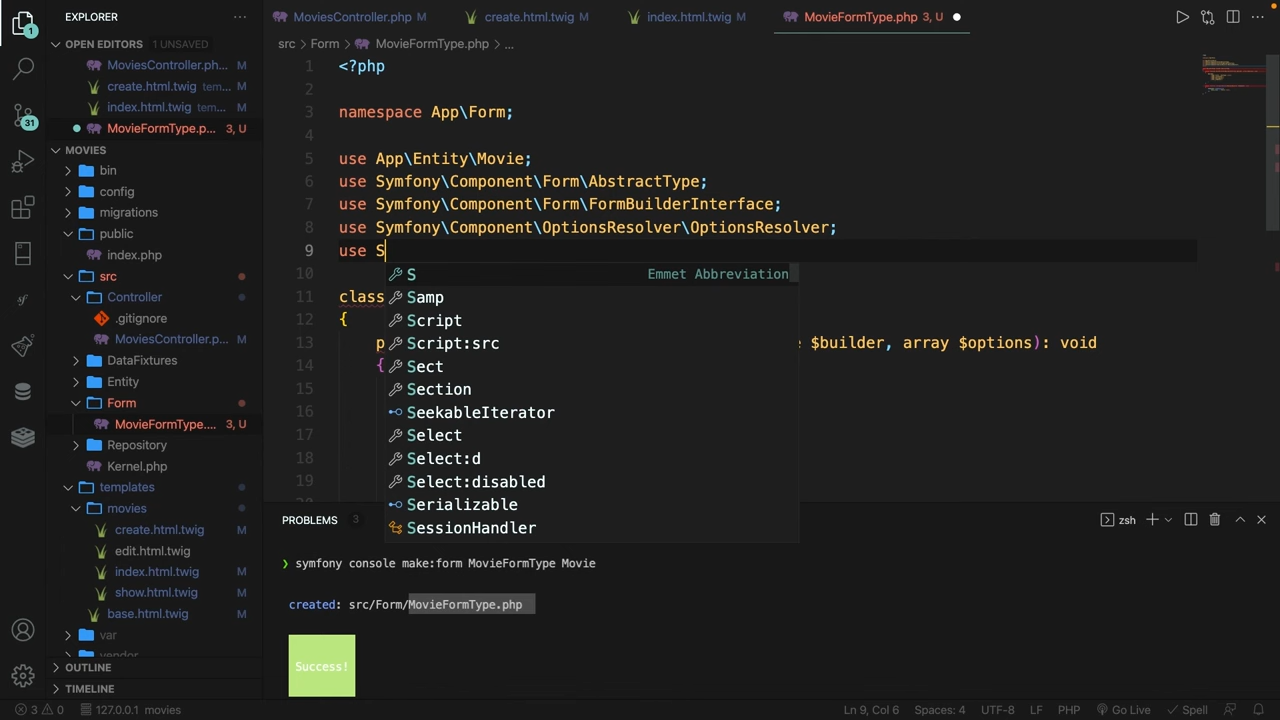 EXPLORER
MoviesController.php M
create.html.twig M
index.html.twig M
MovieFormType.php 3, U
OPEN EDITORS 1 UNSAVED
MoviesController.ph... M
create.html.twig tem... M
index.html.twig tem... M
MovieFormType.p... 3, U
MOVIES
bin
config
migrations
public
index.php
src
Controller
.gitignore
MoviesController.p... M
DataFixtures
Entity
Form
MovieFormType.... 3, U
Repository
Kernel.php
templates
movies
create.html.twig M
edit.html.twig
index.html.twig M
show.html.twig M
base.html.twig M
var
vendor
OUTLINE
TIMELINE
1
31
sf
src > Form > MovieFormType.php > ...
1 <?php
2
3 namespace App\Form;
4
5 use App\Entity\Movie;
6 use Symfony\Component\Form\AbstractType;
7 use Symfony\Component\Form\FormBuilderInterface;
8 use Symfony\Component\OptionsResolver\OptionsResolver;
9 use S
10
11 class
12 {
13 p $builder, array $options): void
14 {
15
16
17
18
19
S Emmet Abbreviation
Samp
Script
Script:src
Sect
Section
SeekableIterator
Select
Select:d
Select:disabled
Serializable
SessionHandler
PROBLEMS 3
zsh
❯ symfony console make:form MovieFormType Movie
created: src/Form/MovieFormType.php
Success!
3 0 127.0.0.1 movies
Ln 9, Col 6 Spaces: 4 UTF-8 LF PHP Go Live Spell